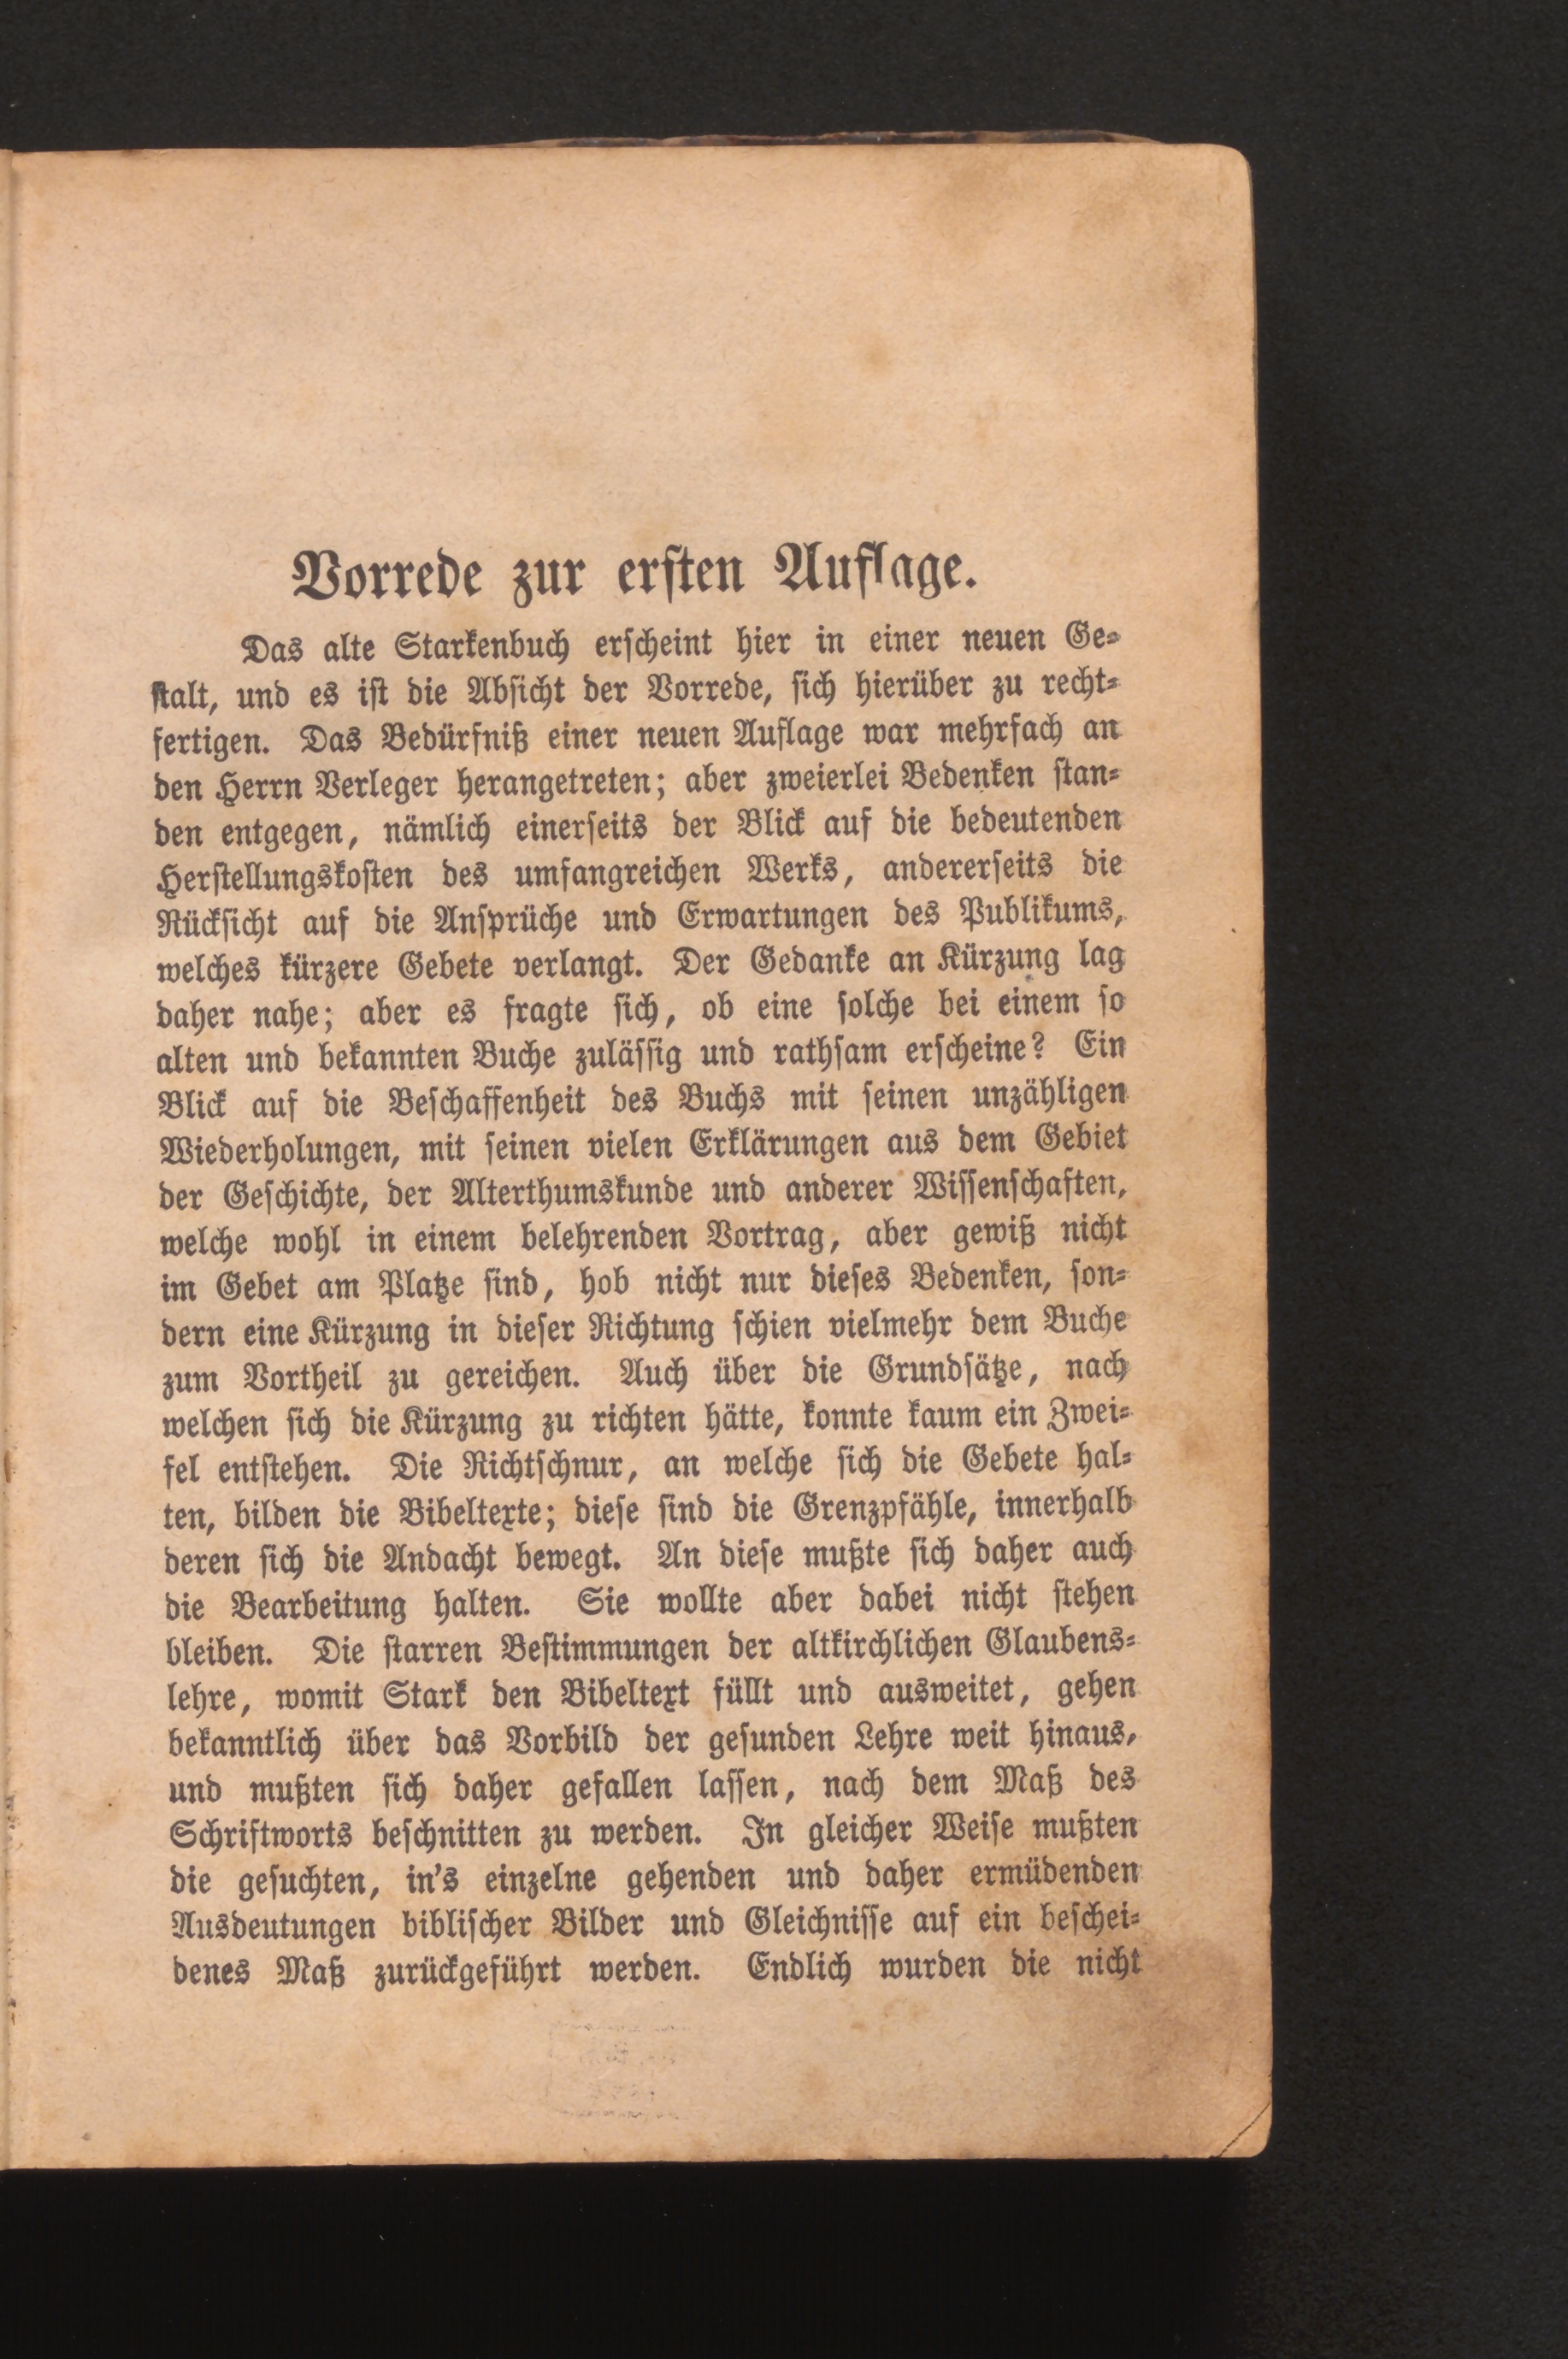 Vorrede zur ersten Auflage.
Das alte Starkenbuch erscheint hier in einer neuen Ge-
stalt, und es ist die Absicht der Vorrede, sich hierüber zu recht-
fertigen. Das Bedürfniß einer neuen Auflage war mehrfach an
den Herrn Verleger herangetreten; aber zweierlei Bedenken stan-
den entgegen, nämlich einerseits der Blick auf die bedeutenden
Herstellungskosten des umfangreichen Werks, andererseits die
Rücksicht auf die Ansprüche und Erwartungen des Publikums,
welches kürzere Gebete verlangt. Der Gedanke an Kürzung lag
daher nahe; aber es fragte sich, ob eine solche bei einem so
alten und bekannten Buche zulässig und rathsam erscheine? Ein
Blick auf die Beschaffenheit des Buchs mit seinen unzähligen
Wiederholungen, mit seinen vielen Erklärungen aus dem Gebiet
der Geschichte, der Alterthumskunde und anderer Wissenschaften,
welche wohl in einem belehrenden Vortrag, aber gewiß nicht
im Gebet am Platze sind, hob nicht nur dieses Bedenken, son-
dern eine Kürzung in dieser Richtung schien vielmehr dem Buche
zum Vortheil zu gereichen. Auch über die Grundsätze, nach
welchen sich die Kürzung zu richten hätte, konnte kaum ein Zwei-
fel entstehen. Die Richtschnur, an welche sich die Gebete hal-
ten, bilden die Bibeltexte; diese sind die Grenzpfähle, innerhalb
deren sich die Andacht bewegt. An diese mußte sich daher auch
die Bearbeitung halten. Sie wollte aber dabei nicht stehen
bleiben. Die starren Bestimmungen der altkirchlichen Glaubens-
lehre, womit Stark den Bibeltext füllt und ausweitet, gehen
bekanntlich über das Vorbild der gesunden Lehre weit hinaus,
und mußten sich daher gefallen lassen, nach dem Maß des
Schriftworts beschnitten zu werden. In gleicher Weise mußten
die gesuchten, in's einzelne gehenden und daher ermüdenden
Ausdeutungen biblischer Bilder und Gleichnisse auf ein beschei-
denes Maß zurückgeführt werden. Endlich wurden die nicht